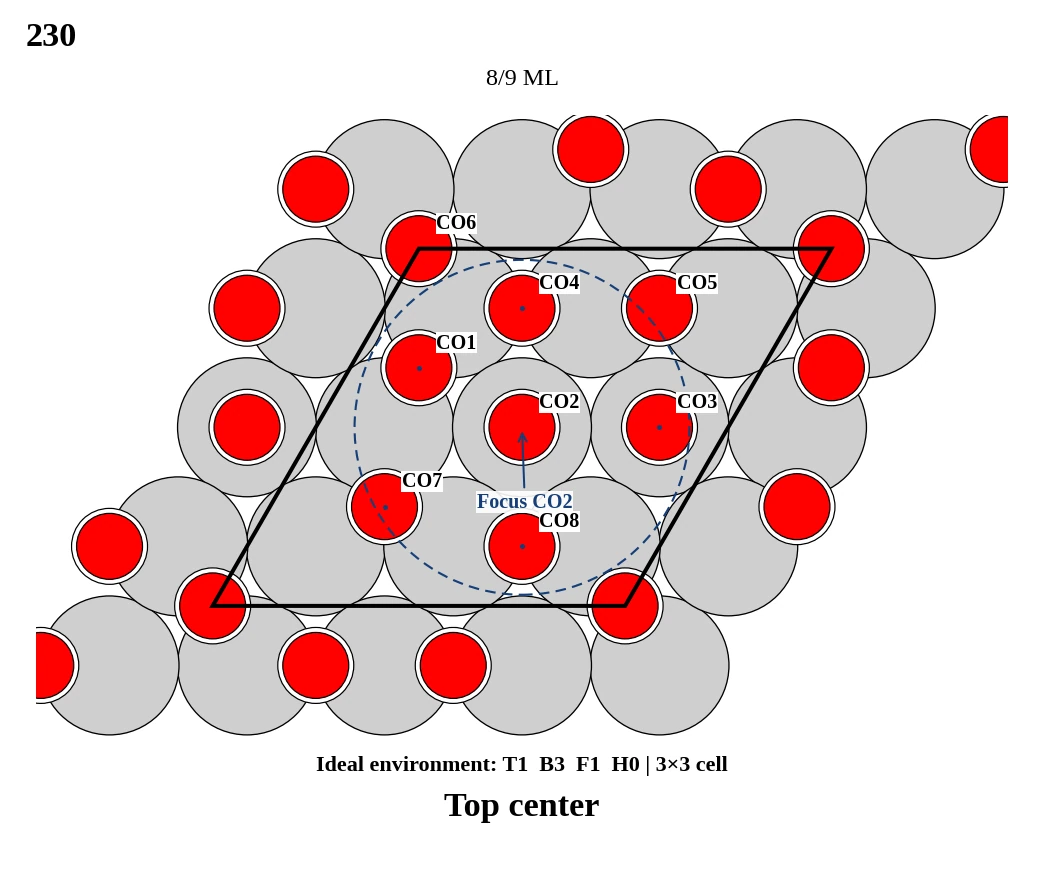 230
8/9 ML
CO6
CO4
CO5
CO1
CO2
CO3
CO7
Focus CO2
CO8
Ideal environment: T1  B3  F1  H0 | 3×3 cell
Top center